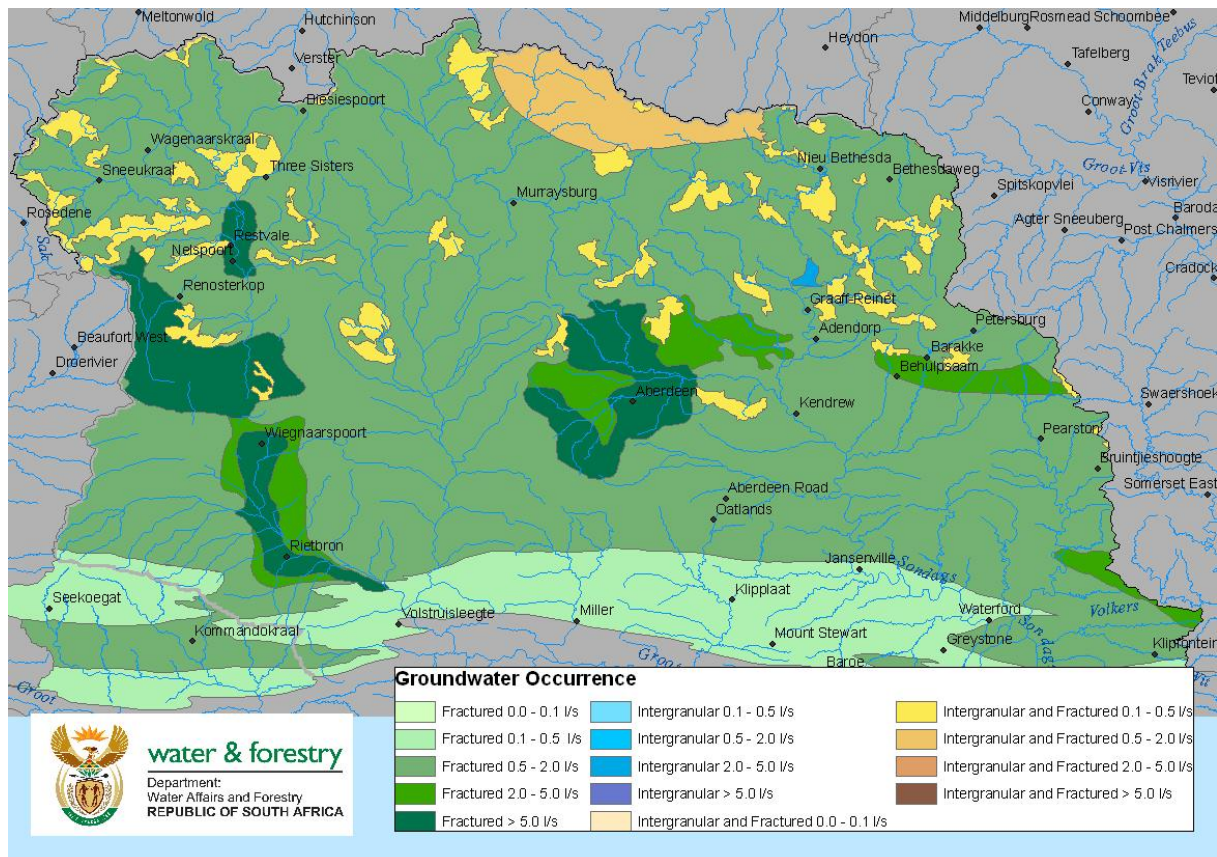 Meltonwold
Hutchinson
Middelburg Rosmead Schoombee
Heydon
Verster
Tafelberg
Groot-Brak Teebus
Biesiespoort
Conway
Wagenaarskraal
Three Sisters
Sneeukraal
Nieu Bethesda
Bethesdaweg
Groot-Vis
Spitskopvlei
Visrivier
Murraysburg
Rosedene
Baroda
Agter Sneeuberg
Post Chalmers
Sak
Restvale
Nelspoort
Cradock
Renosterkop
Graaff-Reinet
Adendorp
Petersburg
Beaufort West
Droerivier
Barakke
Behulpsaam
Aberdeen
Swaershoek
Kendrew
Wiegnaarspoort
Pearston
Bruintjieshoogte
Aberdeen Road
Somerset East
Oatlands
Rietbron
Jansenville
Sondags
Seekoegat
Klipplaat
Volstruisleegte
Miller
Waterford
Volkers
Kommandokraal
Mount Stewart
Greystone
Sondags
Klipfontein
Baroe
Groot
Groot
Groundwater Occurrence
Fractured 0.0 - 0.1 l/s
Fractured 0.1 - 0.5 l/s
Fractured 0.5 - 2.0 l/s
Fractured 2.0 - 5.0 l/s
Fractured > 5.0 l/s
Intergranular 0.1 - 0.5 l/s
Intergranular 0.5 - 2.0 l/s
Intergranular 2.0 - 5.0 l/s
Intergranular > 5.0 l/s
Intergranular and Fractured 0.0 - 0.1 l/s
Intergranular and Fractured 0.1 - 0.5 l/s
Intergranular and Fractured 0.5 - 2.0 l/s
Intergranular and Fractured 2.0 - 5.0 l/s
Intergranular and Fractured > 5.0 l/s
water & forestry
Department:
Water Affairs and Forestry
REPUBLIC OF SOUTH AFRICA